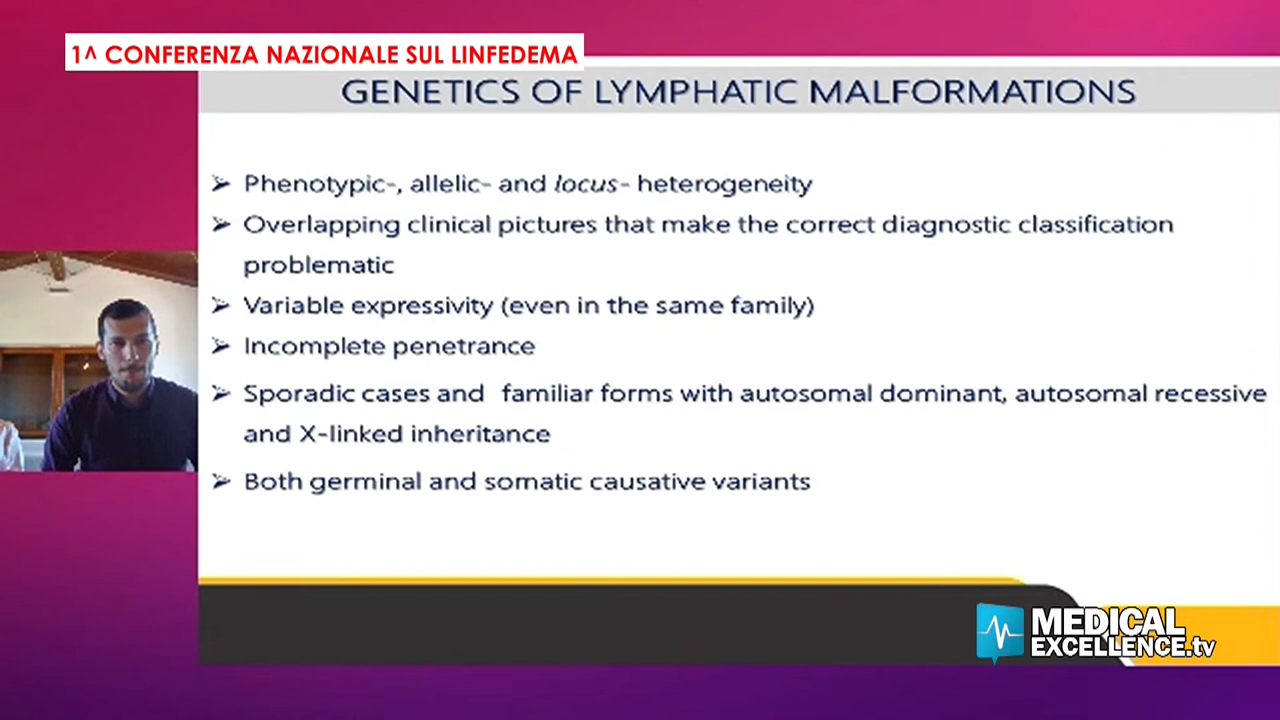 1^ CONFERENZA NAZIONALE SUL LINFEDEMA
GENETICS OF LYMPHATIC MALFORMATIONS
➢ Phenotypic-, allelic- and locus- heterogeneity
➢ Overlapping clinical pictures that make the correct diagnostic classification
problematic
➢ Variable expressivity (even in the same family)
➢ Incomplete penetrance
➢ Sporadic cases and familiar forms with autosomal dominant, autosomal recessive
and X-linked inheritance
➢ Both germinal and somatic causative variants
MEDICAL
EXCELLENCE.tv